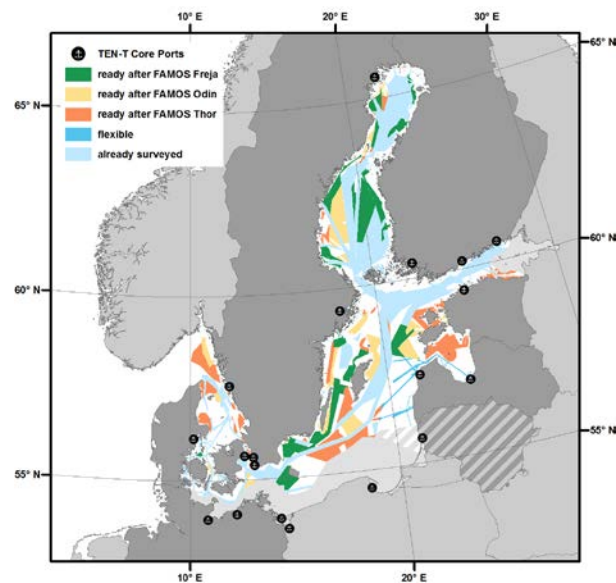 10° E
20° E
30° E
TEN-T Core Ports
ready after FAMOS Freja
ready after FAMOS Odin
ready after FAMOS Thor
flexible
already surveyed
65° N
65° N
60° N
60° N
55° N
55° N
10° E
20° E